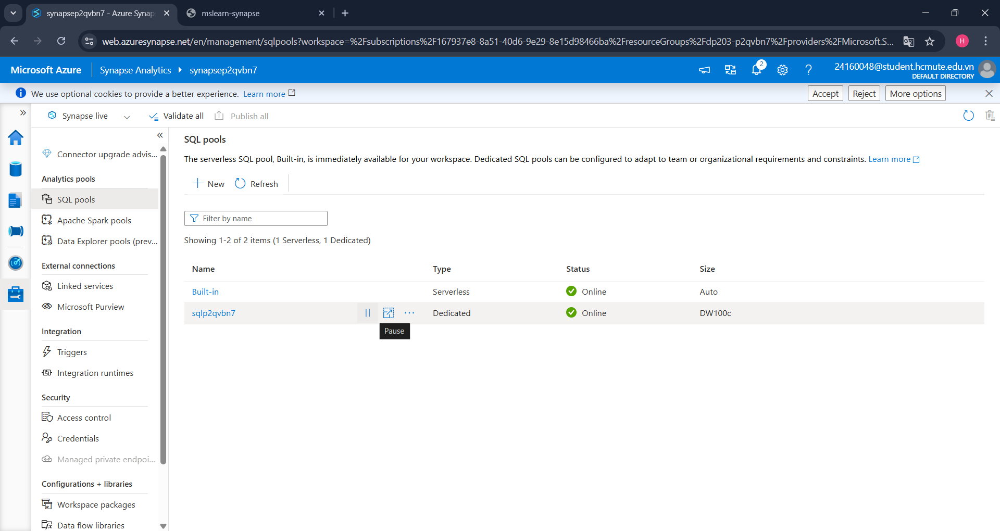 synapsep2qvbn7 - Azure Synap
mslearn-synapse
web.azuresynapse.net/en/management/sqlpools?workspace=%2Fsubscriptions%2F167937e8-8a51-40d6-9e29-8e15d98466ba%2FresourceGroups%2Fdp203-p2qvbn7%2Fproviders%2FMicrosoft.S...
H
Microsoft Azure
Synapse Analytics
synapsep2qvbn7
2
24160048@student.hcmute.edu.vn
DEFAULT DIRECTORY
We use optional cookies to provide a better experience. Learn more
Accept
Reject
More options
Synapse live
Validate all
Publish all
Connector upgrade advis...
Analytics pools
SQL pools
Apache Spark pools
Data Explorer pools (prev...
External connections
Linked services
Microsoft Purview
Integration
Triggers
Integration runtimes
Security
Access control
Credentials
Managed private endpoi...
Configurations + libraries
Workspace packages
Data flow libraries
SQL pools
The serverless SQL pool, Built-in, is immediately available for your workspace. Dedicated SQL pools can be configured to adapt to team or organizational requirements and constraints. Learn more
New
Refresh
Filter by name
Showing 1-2 of 2 items (1 Serverless, 1 Dedicated)
Name Type Status Size
Built-in Serverless Online Auto
sqlp2qvbn7 Dedicated Online DW100c
Pause